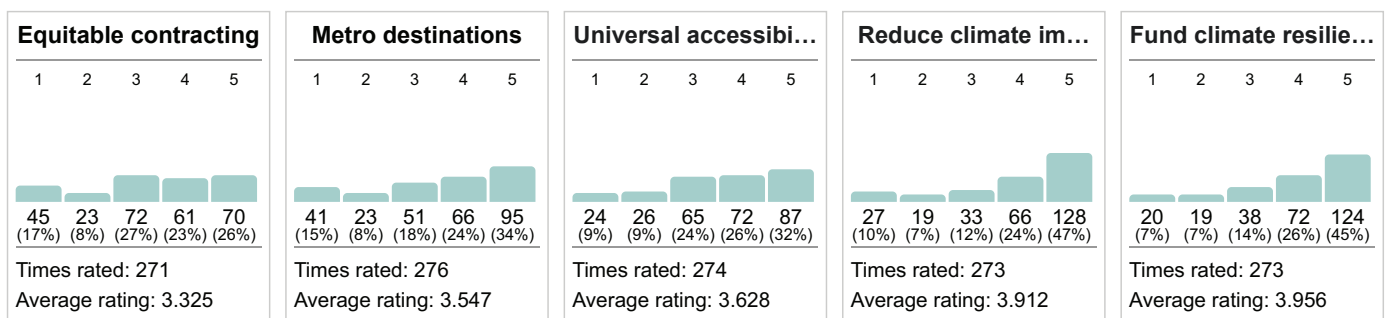 Equitable contracting
1 2 3 4 5
45 23 72 61 70
(17%) (8%) (27%) (23%) (26%)
Times rated: 271
Average rating: 3.325
Metro destinations
1 2 3 4 5
41 23 51 66 95
(15%) (8%) (18%) (24%) (34%)
Times rated: 276
Average rating: 3.547
Universal accessibi...
1 2 3 4 5
24 26 65 72 87
(9%) (9%) (24%) (26%) (32%)
Times rated: 274
Average rating: 3.628
Reduce climate im...
1 2 3 4 5
27 19 33 66 128
(10%) (7%) (12%) (24%) (47%)
Times rated: 273
Average rating: 3.912
Fund climate resilie...
1 2 3 4 5
20 19 38 72 124
(7%) (7%) (14%) (26%) (45%)
Times rated: 273
Average rating: 3.956